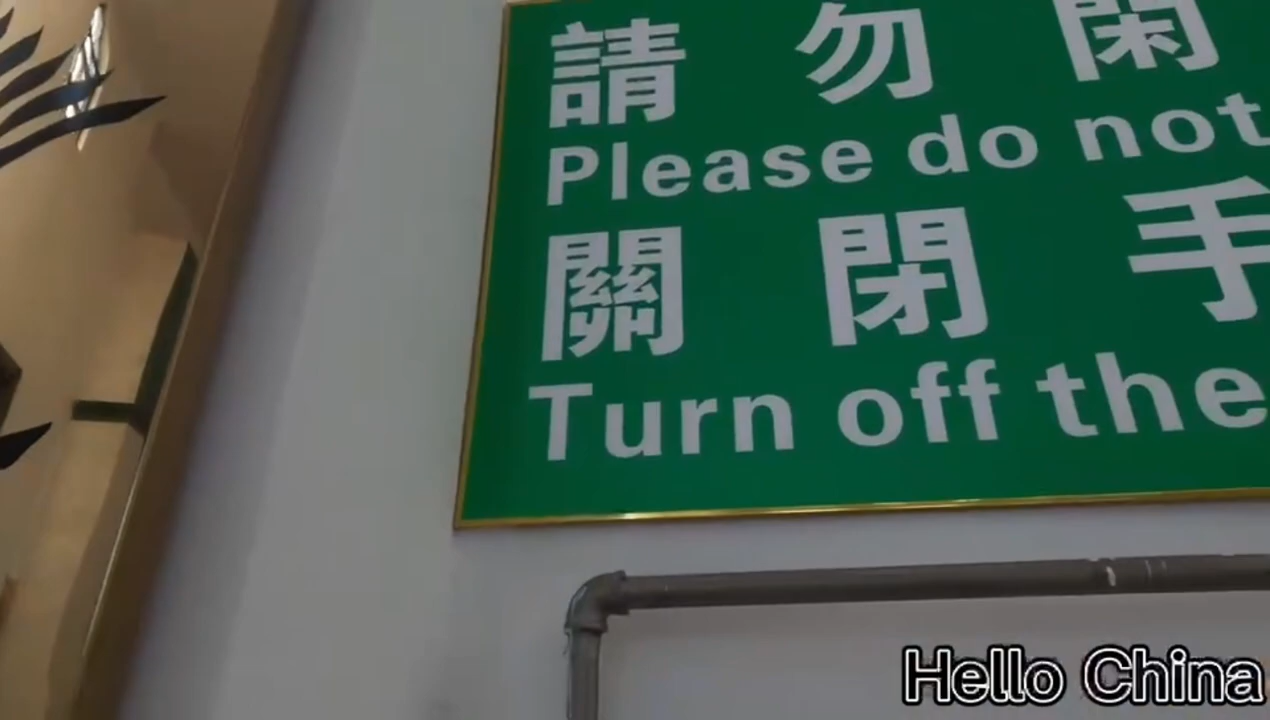 請勿閑
Please do not
關閉手
Turn off the
Hello China